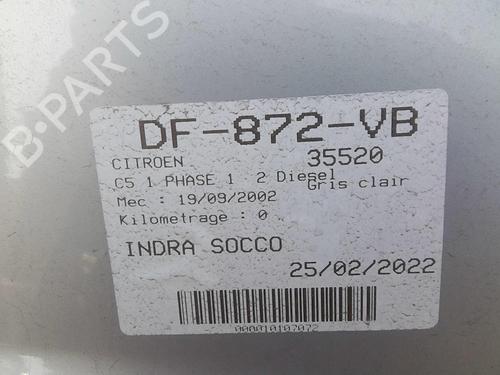 B-PARTS
DF-872-VB
CITROEN 35520
C5 1 PHASE 1 2 Diesel
Gris clair
Mec : 19/09/2002
Kilometrage : 0
INDRA SOCCO
25/02/2022
000010107072